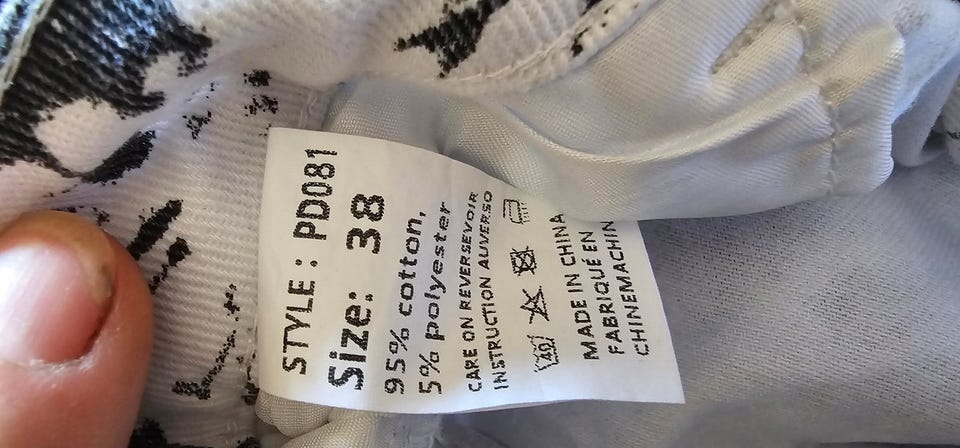 STYLE : PD081
Size: 38
95% cotton,
5% polyester
CARE ON REVERSEVOIR
INSTRUCTION AUVERSO
40
MADE IN CHINA
FABRIQUÉ EN
CHINEMACHIN